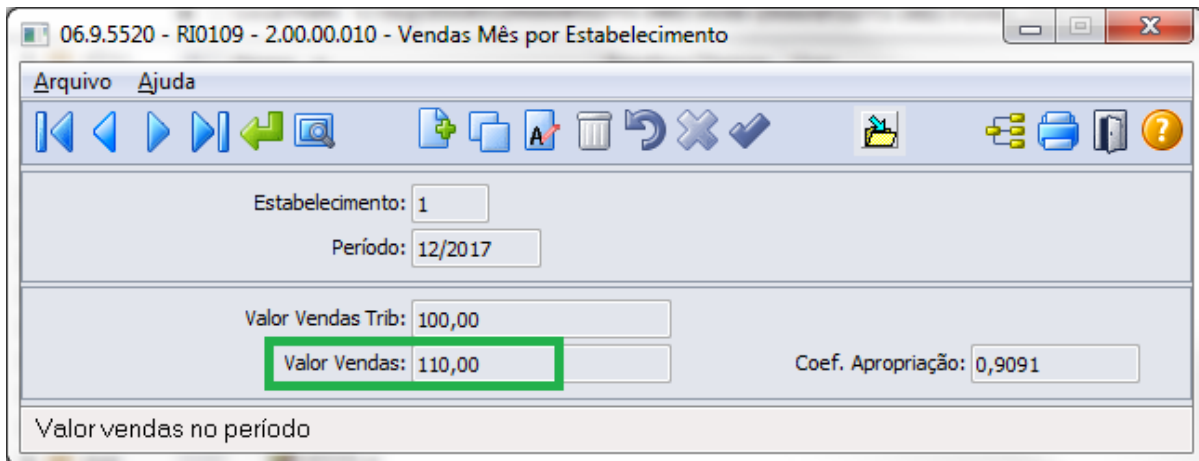 06.9.5520 - RI0109 - 2.00.00.010 - Vendas Mês por Estabelecimento
Arquivo Ajuda
Estabelecimento: 1
Período: 12/2017
Valor Vendas Trib: 100,00
Valor Vendas: 110,00 Coef. Apropriação: 0,9091
Valor vendas no período